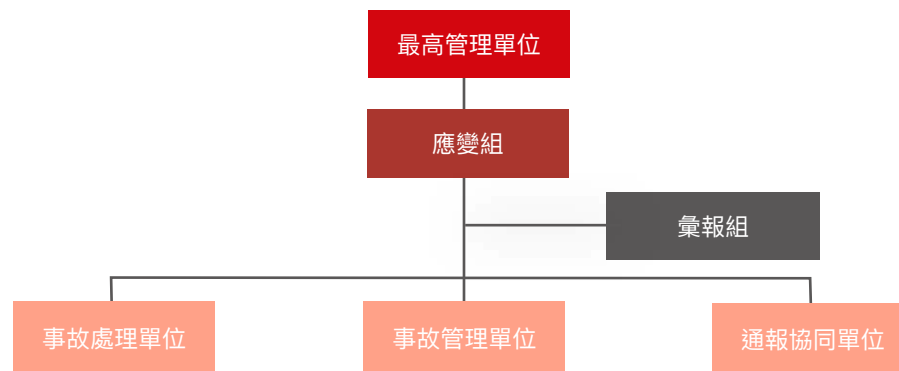 最高管理單位
應變組
彙報組
事故處理單位
事故管理單位
通報協同單位